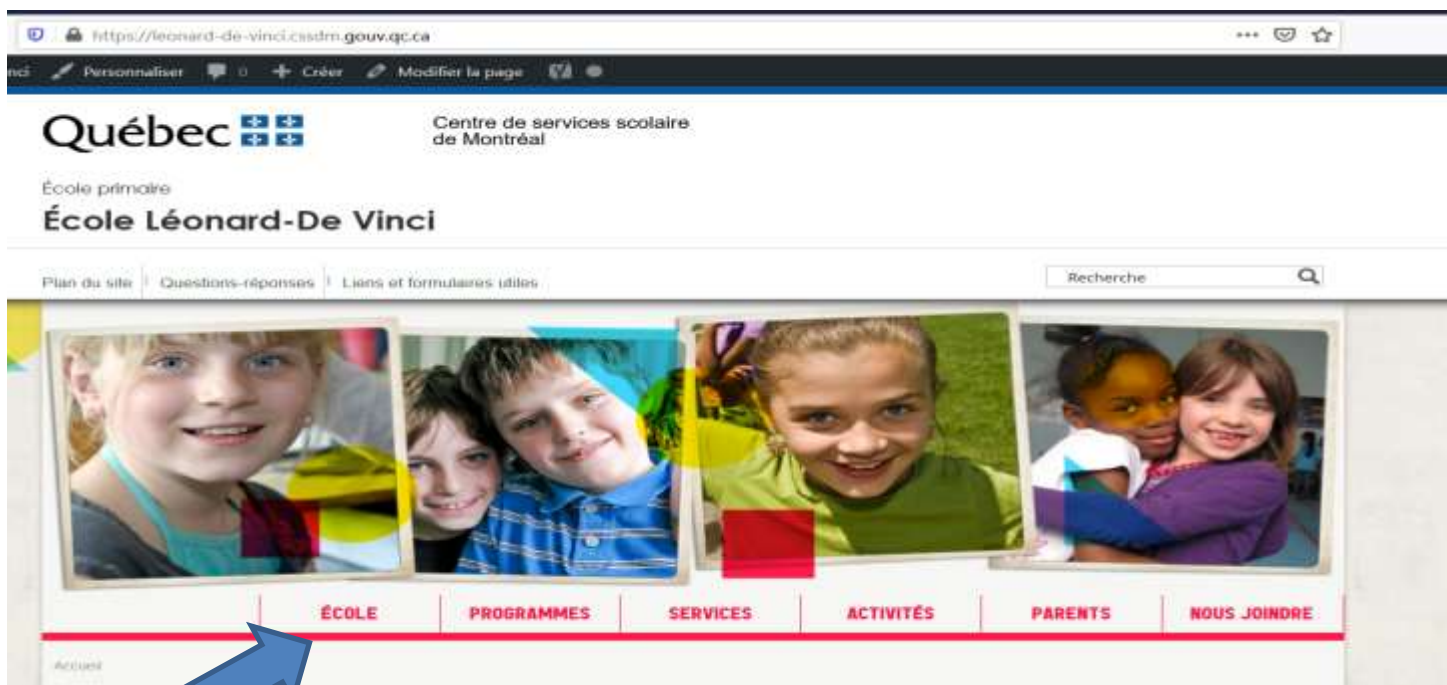 https://leonard-de-vinci.cssdm.gouv.qc.ca
nci Personnaliser 0 + Créer Modifier la page
Québec
Centre de services scolaire
de Montréal
École primaire
École Léonard-De Vinci
Plan du site Questions-réponses Liens et formulaires utiles
Recherche
ÉCOLE PROGRAMMES SERVICES ACTIVITÉS PARENTS NOUS JOINDRE
Accueil